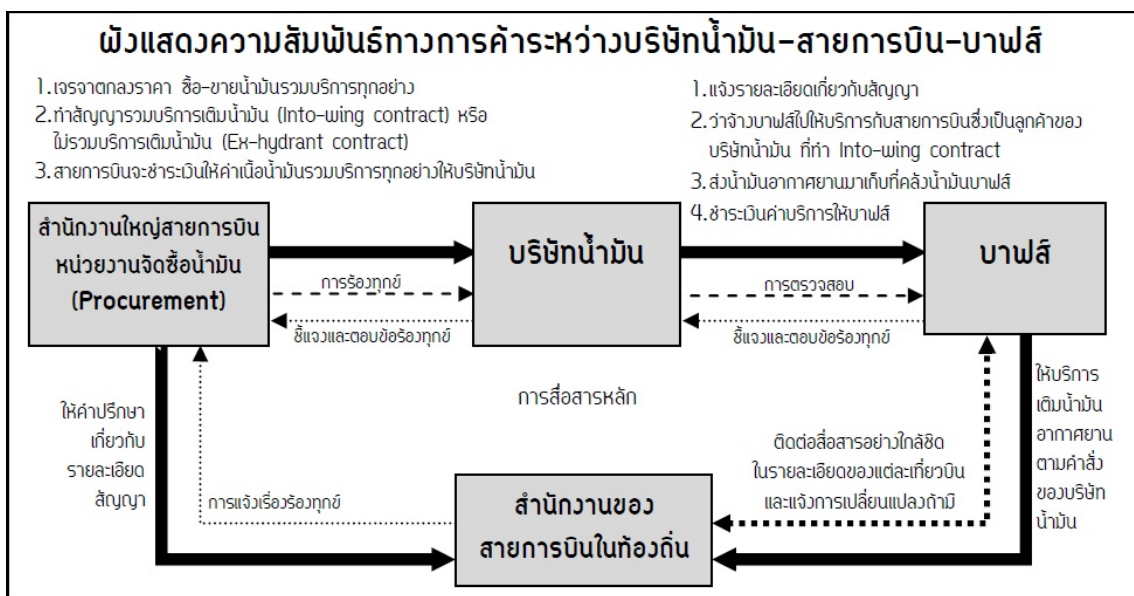 ผังแสดงความสัมพันธ์ทางการค้าระหว่างบริษัทน้ำมัน-สายการบิน-บาฟส์
1.เจรจาตกลงราคา ซื้อ-ขายน้ำมันรวมบริการทุกอย่าง
2.ทำสัญญารวมบริการเติมน้ำมัน (Into-wing contract) หรือ
ไม่รวมบริการเติมน้ำมัน (Ex-hydrant contract)
3.สายการบินจะชำระเงินให้ค่าเนื้อน้ำมันรวมบริการทุกอย่างให้บริษัทน้ำมัน
1.แจ้งรายละเอียดเกี่ยวกับสัญญา
2.ว่าจ้างบาฟส์ไปให้บริการกับสายการบินซึ่งเป็นลูกค้าของ
บริษัทน้ำมัน ที่ทำ Into-wing contract
3.ส่งน้ำมันอากาศยานมาเก็บที่คลังน้ำมันบาฟส์
4.ชำระเงินค่าบริการให้บาฟส์
สำนักงานใหญ่สายการบิน
หน่วยงานจัดซื้อน้ำมัน
(Procurement)
บริษัทน้ำมัน
บาฟส์
การร้องทุกข์
การตรวจสอบ
ชี้แจงและตอบข้อร้องทุกข์
ชี้แจงและตอบข้อร้องทุกข์
การสื่อสารหลัก
ให้คำปรึกษา
เกี่ยวกับ
รายละเอียด
สัญญา
การแจ้งเรื่องร้องทุกข์
ติดต่อสื่อสารอย่างใกล้ชิด
ในรายละเอียดของแต่ละเที่ยวบิน
และแจ้งการเปลี่ยนแปลงถ้ามี
ให้บริการ
เติมน้ำมัน
อากาศยาน
ตามคำสั่ง
ของบริษัท
น้ำมัน
สำนักงานของ
สายการบินในท้องถิ่น